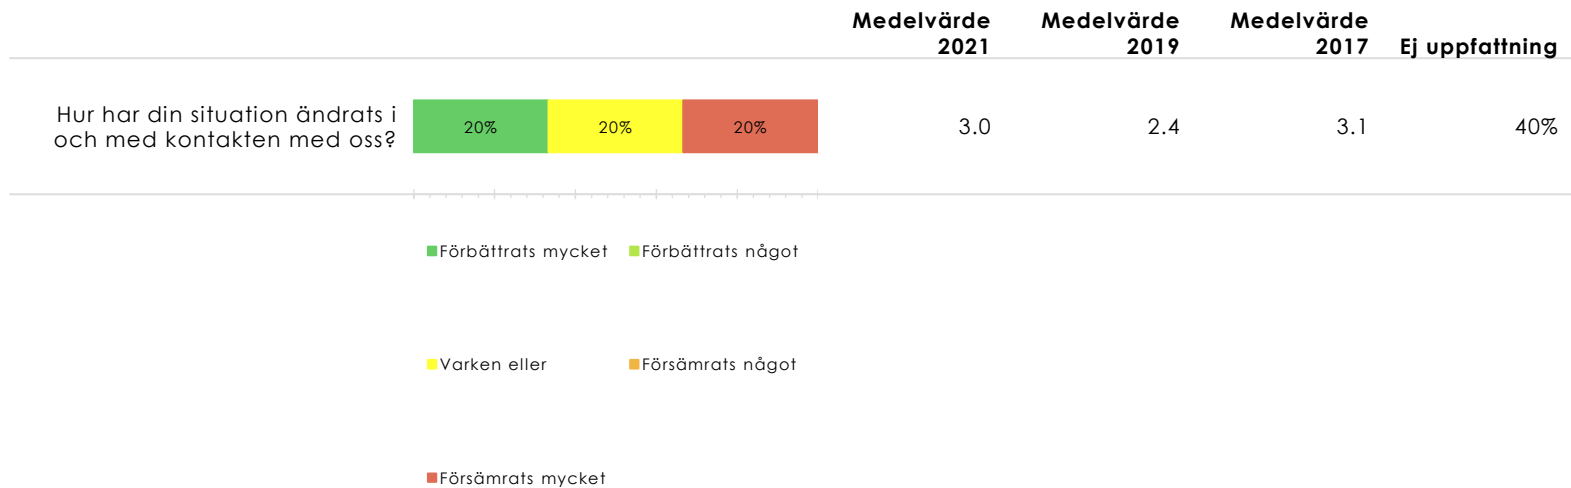 Medelvärde 2021
Medelvärde 2019
Medelvärde 2017
Ej uppfattning
Hur har din situation ändrats i
och med kontakten med oss?
20%
20%
20%
3.0
2.4
3.1
40%
Förbättrats mycket
Förbättrats något
Varken eller
Försämrats något
Försämrats mycket